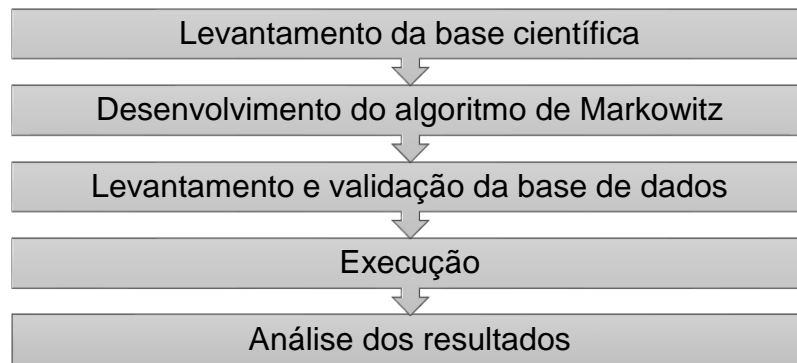 Levantamento da base científica
Desenvolvimento do algoritmo de Markowitz
Levantamento e validação da base de dados
Execução
Análise dos resultados